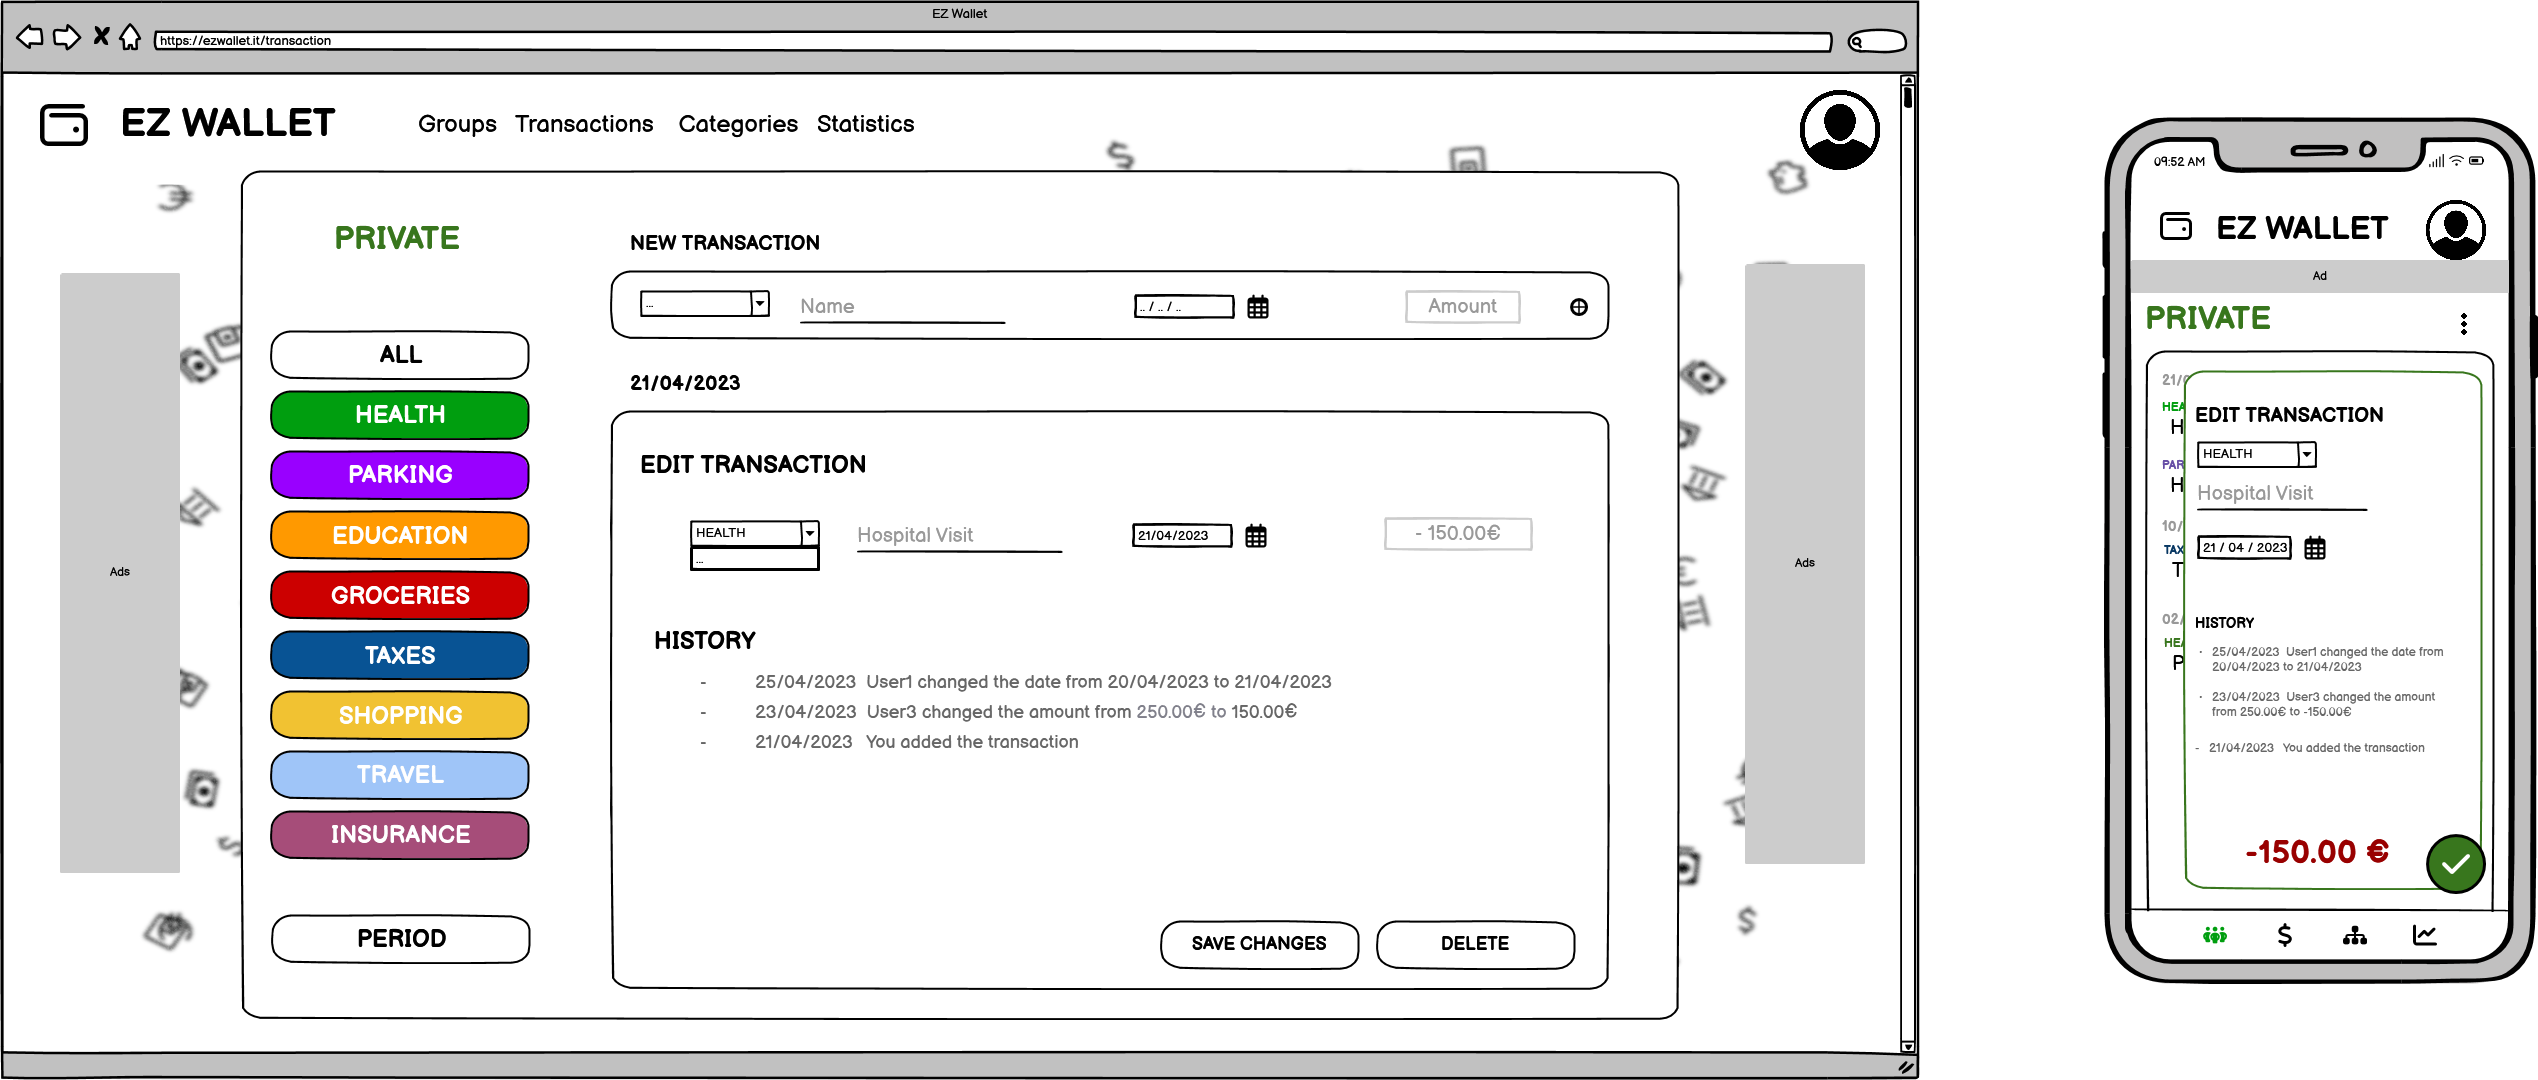 EZ Wallet
https://ezwallet.it/transaction
EZ WALLET
Groups Transactions Categories Statistics
PRIVATE
ALL
HEALTH
PARKING
EDUCATION
GROCERIES
TAXES
SHOPPING
TRAVEL
INSURANCE
PERIOD
Ads
NEW TRANSACTION
...
Name
.. / .. / ..
Amount
21/04/2023
EDIT TRANSACTION
HEALTH
...
Hospital Visit
21/04/2023
- 150.00€
HISTORY
- 25/04/2023 User1 changed the date from 20/04/2023 to 21/04/2023
- 23/04/2023 User3 changed the amount from 250.00€ to 150.00€
- 21/04/2023 You added the transaction
SAVE CHANGES
DELETE
Ads
09:52 AM
EZ WALLET
Ad
PRIVATE
21/0
HEA
H
PAR
H
10/
TAX
T
02/
HEA
P
EDIT TRANSACTION
HEALTH
Hospital Visit
21 / 04 / 2023
HISTORY
· 25/04/2023 User1 changed the date from
20/04/2023 to 21/04/2023
· 23/04/2023 User3 changed the amount
from 250.00€ to -150.00€
- 21/04/2023 You added the transaction
-150.00 €